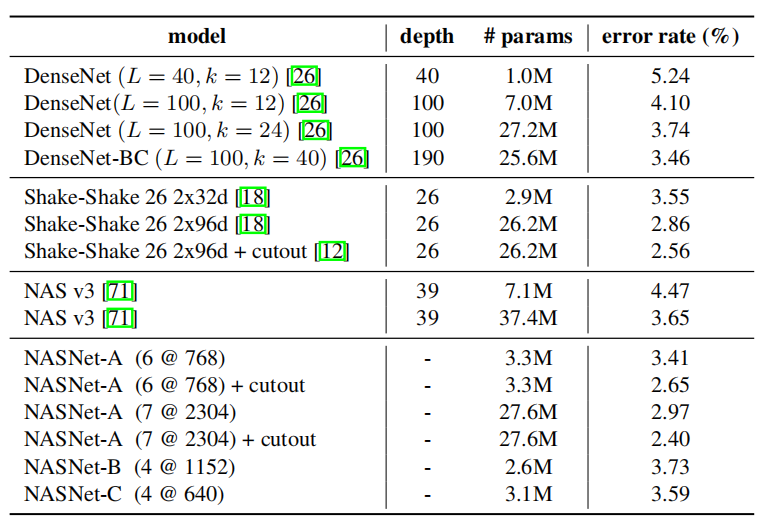 model depth # params error rate (%)
DenseNet (L = 40, k = 12) [26] 40 1.0M 5.24
DenseNet(L = 100, k = 12) [26] 100 7.0M 4.10
DenseNet (L = 100, k = 24) [26] 100 27.2M 3.74
DenseNet-BC (L = 100, k = 40) [26] 190 25.6M 3.46
Shake-Shake 26 2x32d [18] 26 2.9M 3.55
Shake-Shake 26 2x96d [18] 26 26.2M 2.86
Shake-Shake 26 2x96d + cutout [12] 26 26.2M 2.56
NAS v3 [71] 39 7.1M 4.47
NAS v3 [71] 39 37.4M 3.65
NASNet-A (6 @ 768) - 3.3M 3.41
NASNet-A (6 @ 768) + cutout - 3.3M 2.65
NASNet-A (7 @ 2304) - 27.6M 2.97
NASNet-A (7 @ 2304) + cutout - 27.6M 2.40
NASNet-B (4 @ 1152) - 2.6M 3.73
NASNet-C (4 @ 640) - 3.1M 3.59